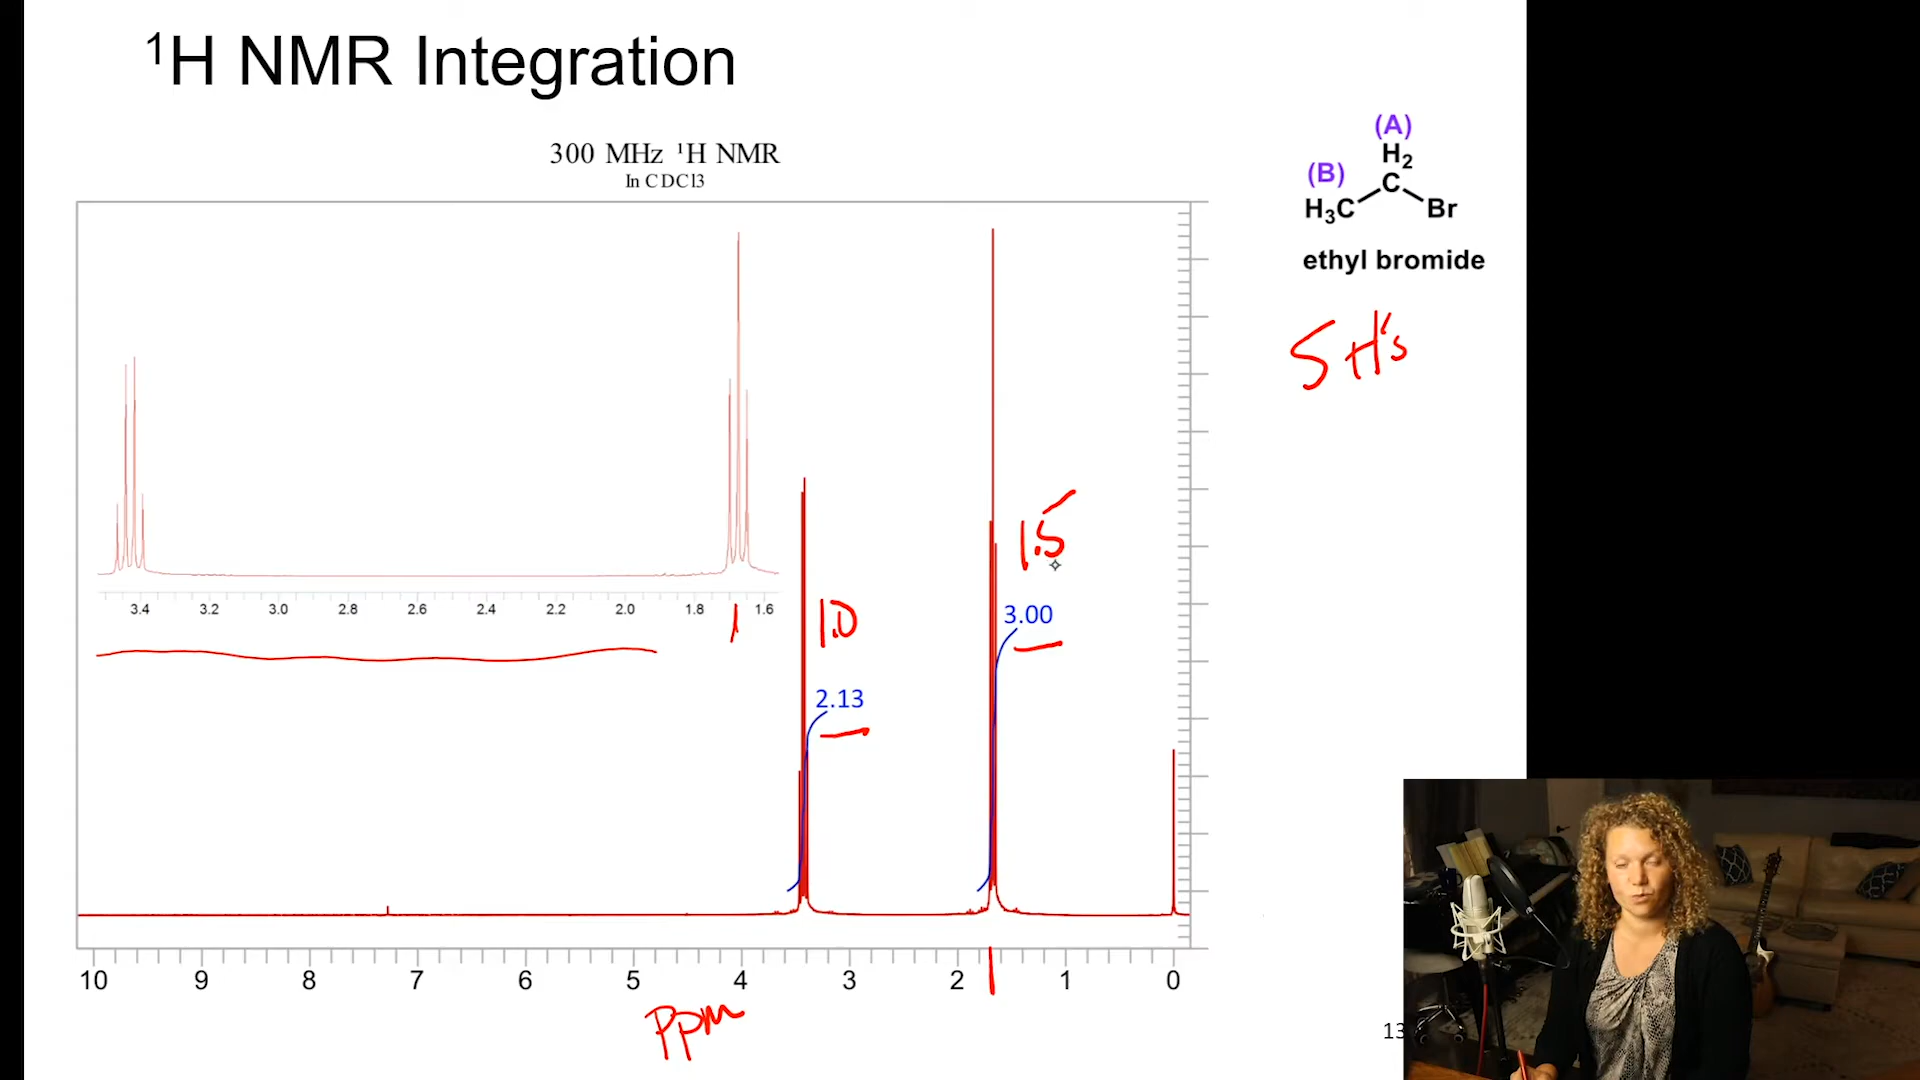 ¹H NMR Integration
300 MHz ¹H NMR
In CDCl3
(A)
H₂
(B)
C
H₃C
Br
ethyl bromide
5 H's
1.5
3.4 3.2 3.0 2.8 2.6 2.4 2.2 2.0 1.8 1.6
1.0
3.00
2.13
10 9 8 7 6 5 4 3 2 1 0
Ppm
13